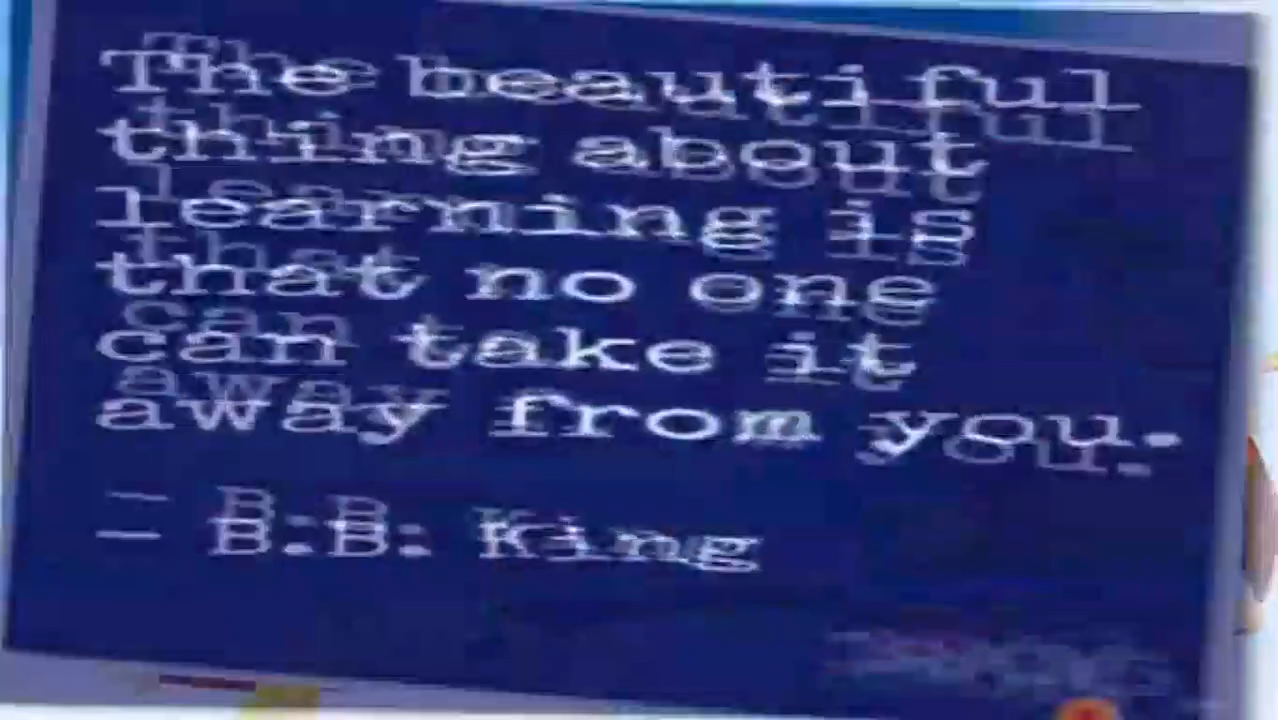 The beautiful
thing about
learning is
that no one
can take it
away from you.
- B.B. King